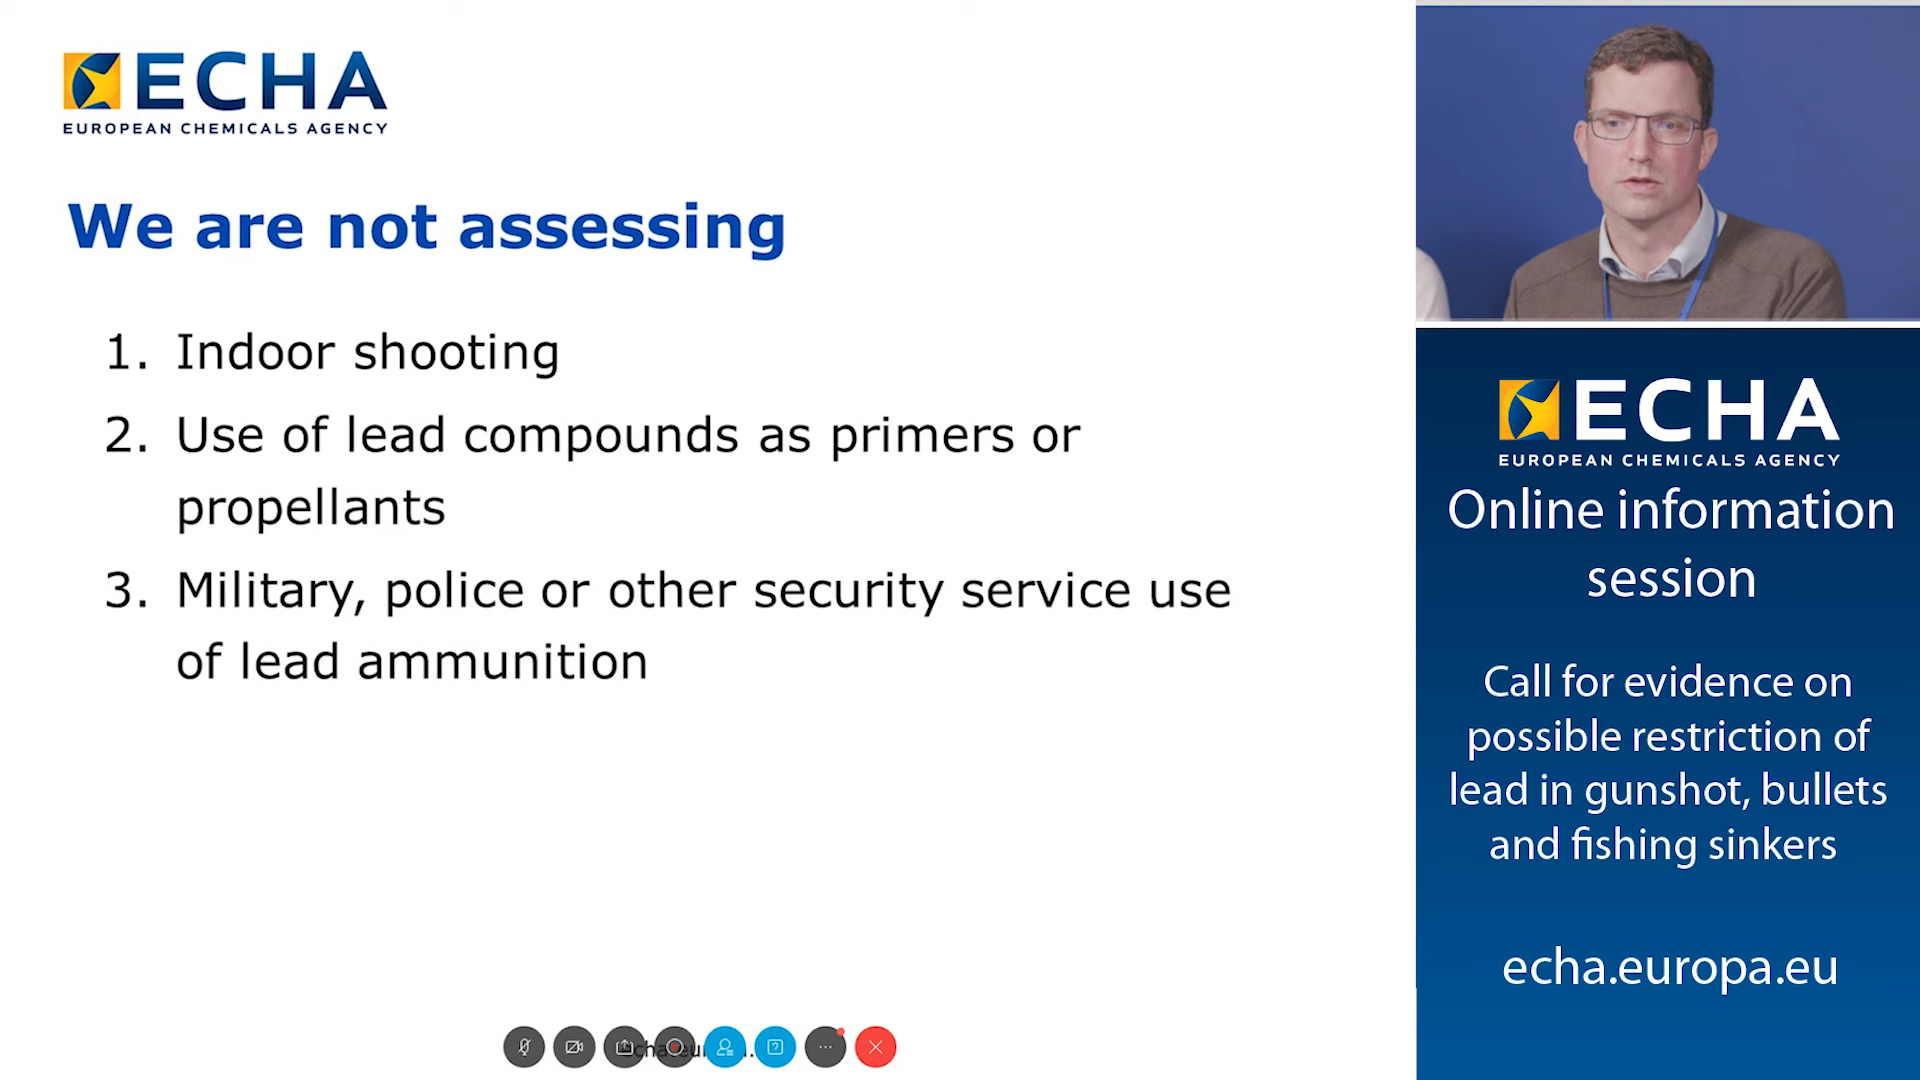 ECHA
EUROPEAN CHEMICALS AGENCY
We are not assessing
1. Indoor shooting
2. Use of lead compounds as primers or
propellants
3. Military, police or other security service use
of lead ammunition
ECHA
EUROPEAN CHEMICALS AGENCY
Online information
session
Call for evidence on
possible restriction of
lead in gunshot, bullets
and fishing sinkers
echa.europa.eu